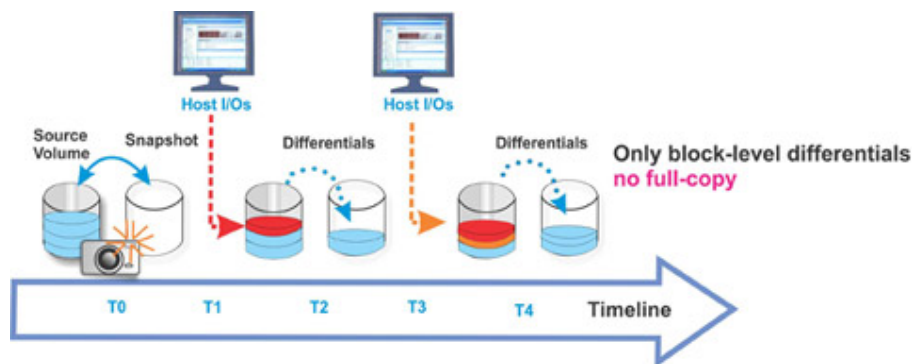 Host I/Os
Host I/Os
Source
Volume
Snapshot
Differentials
Differentials
Only block-level differentials
no full-copy
T0
T1
T2
T3
T4
Timeline